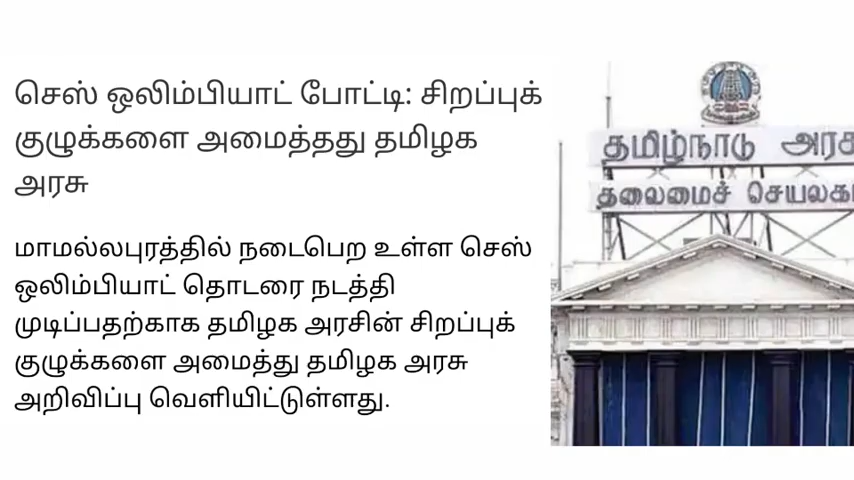 செஸ் ஒலிம்பியாட் போட்டி: சிறப்புக்
குழுக்களை அமைத்தது தமிழக
அரசு
மாமல்லபுரத்தில் நடைபெற உள்ள செஸ்
ஒலிம்பியாட் தொடரை நடத்தி
முடிப்பதற்காக தமிழக அரசின் சிறப்புக்
குழுக்களை அமைத்து தமிழக அரசு
அறிவிப்பு வெளியிட்டுள்ளது.
தமிழ்நாடு
தலைமைச்